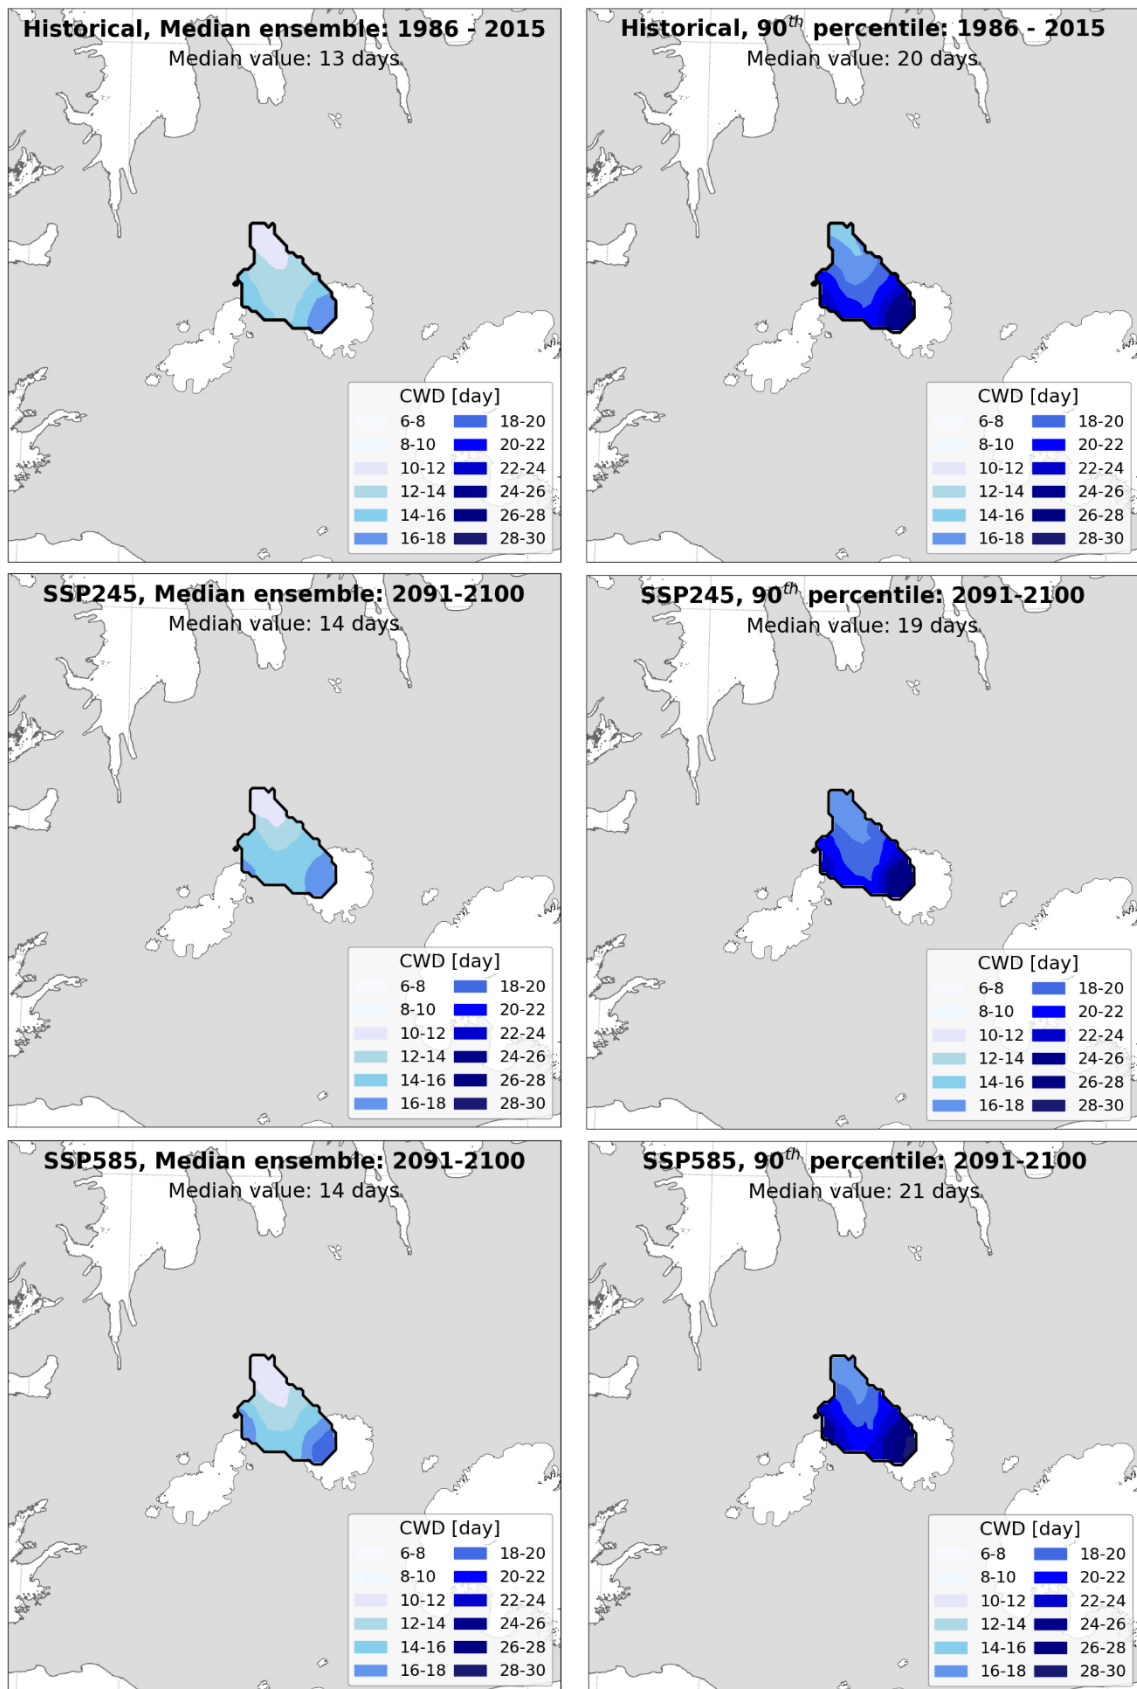 Historical, Median ensemble: 1986 - 2015
Median value: 13 days
CWD [day]
6-8 18-20
8-10 20-22
10-12 22-24
12-14 24-26
14-16 26-28
16-18 28-30
Historical, 90th percentile: 1986 - 2015
Median value: 20 days
CWD [day]
6-8 18-20
8-10 20-22
10-12 22-24
12-14 24-26
14-16 26-28
16-18 28-30
SSP245, Median ensemble: 2091-2100
Median value: 14 days
CWD [day]
6-8 18-20
8-10 20-22
10-12 22-24
12-14 24-26
14-16 26-28
16-18 28-30
SSP245, 90th percentile: 2091-2100
Median value: 19 days
CWD [day]
6-8 18-20
8-10 20-22
10-12 22-24
12-14 24-26
14-16 26-28
16-18 28-30
SSP585, Median ensemble: 2091-2100
Median value: 14 days
CWD [day]
6-8 18-20
8-10 20-22
10-12 22-24
12-14 24-26
14-16 26-28
16-18 28-30
SSP585, 90th percentile: 2091-2100
Median value: 21 days
CWD [day]
6-8 18-20
8-10 20-22
10-12 22-24
12-14 24-26
14-16 26-28
16-18 28-30